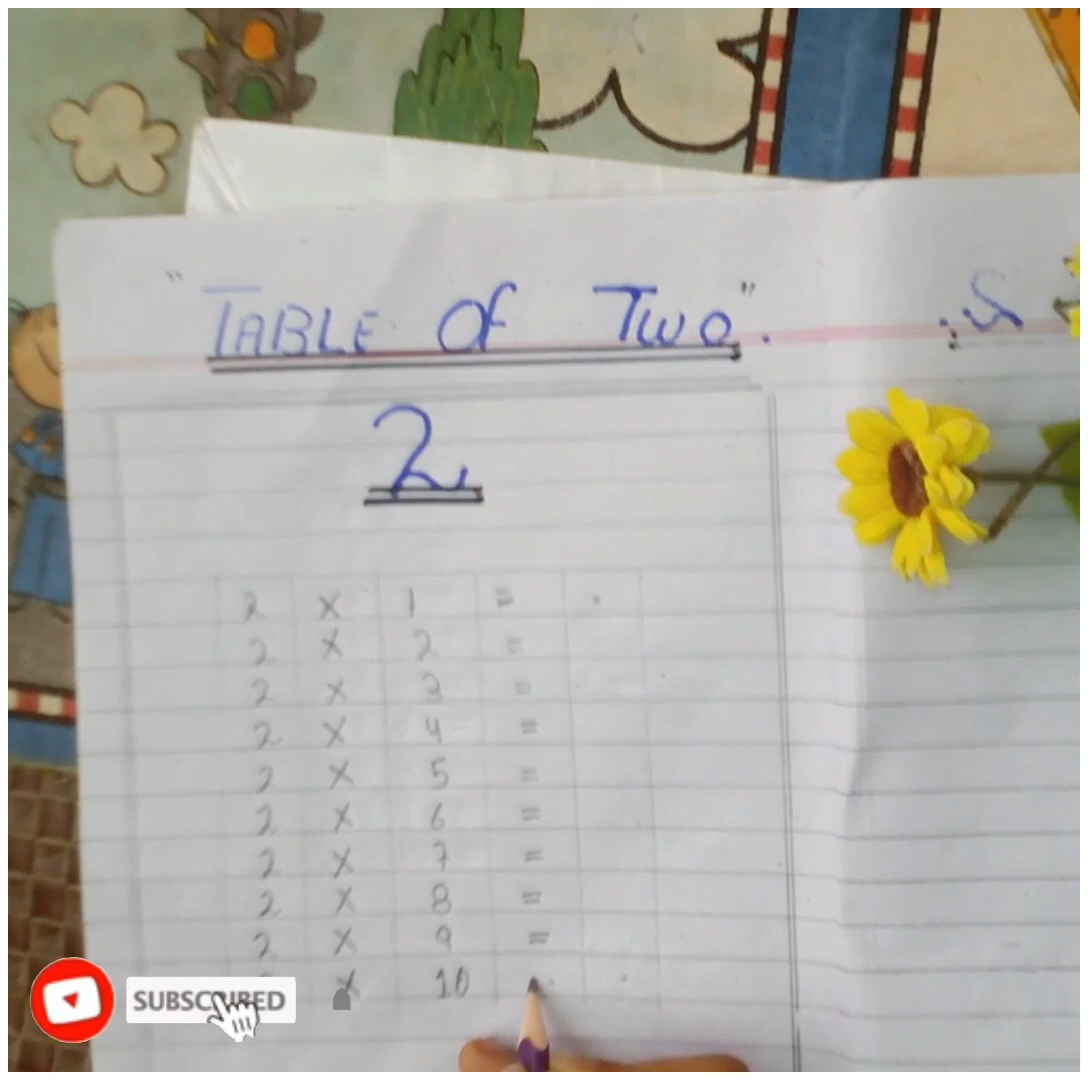 "TABLE Of Two".
2
2 × 1 = .
2 × 2 =
2 × 3 =
2 × 4 =
2 × 5 =
2 × 6 =
2 × 7 =
2 × 8 =
2 × 9 =
× 10
SUBSCRIBED